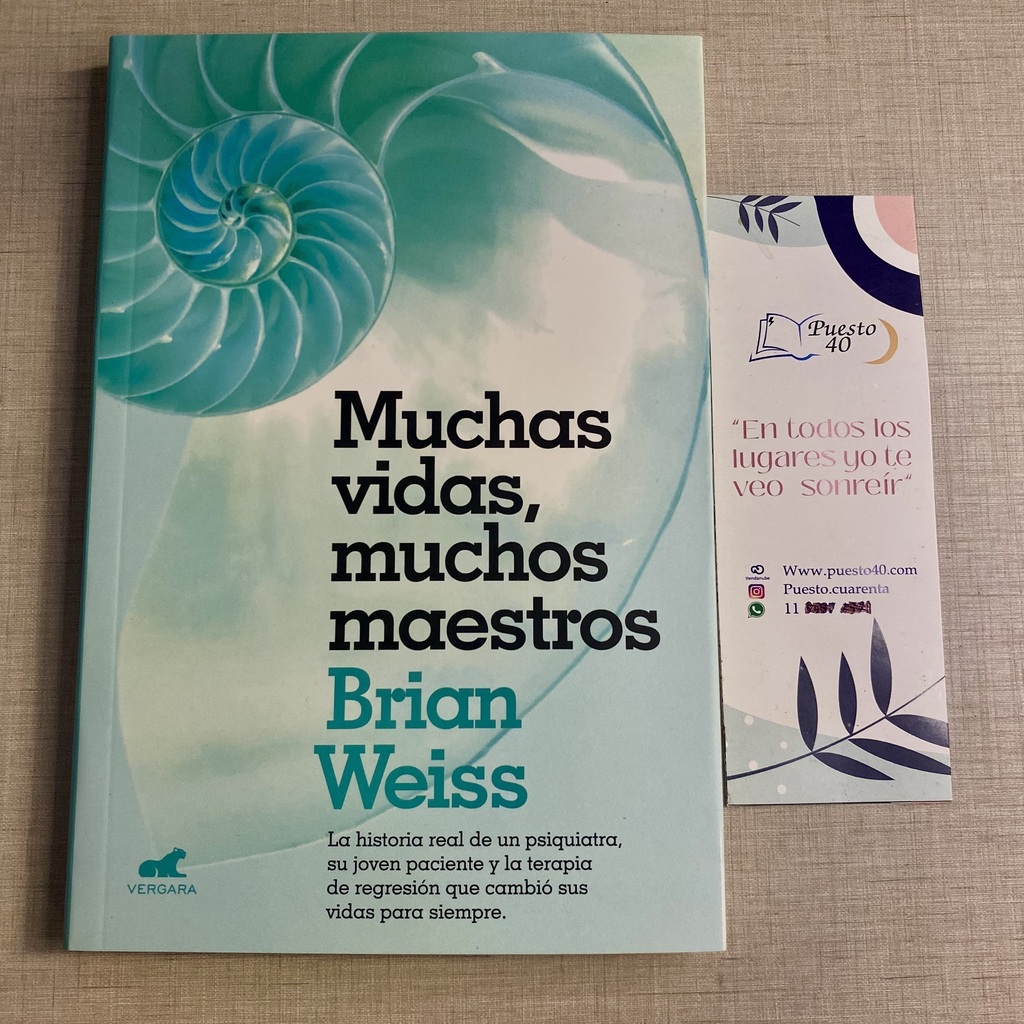 Muchas
vidas,
muchos
maestros
Brian
Weiss
La historia real de un psiquiatra,
su joven paciente y la terapia
de regresión que cambió sus
vidas para siempre.
VERGARA
Puesto
40
"En todos los
lugares yo te
veo sonreír"
tiendanube
Www.puesto40.com
Puesto.cuarenta
11